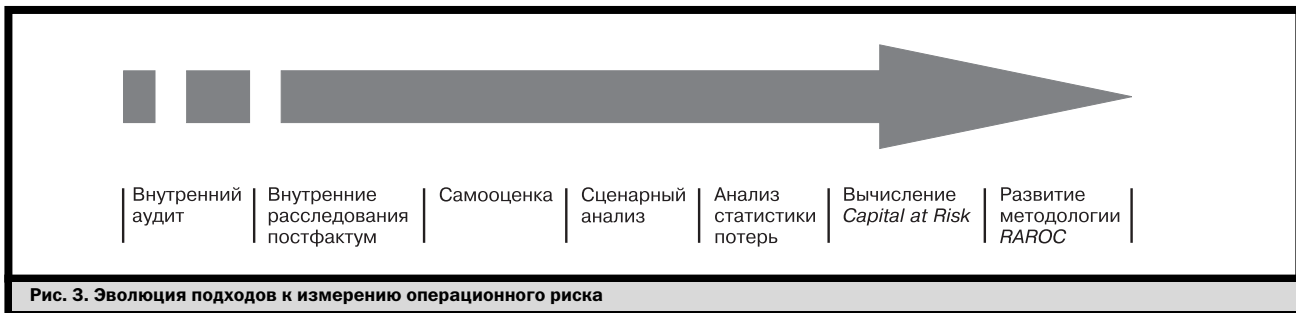 Внутренний
аудит
Внутренние
расследования
постфактум
Самооценка
Сценарный
анализ
Анализ
статистики
потерь
Вычисление
Capital at Risk
Развитие
методологии
RAROC
Рис. 3. Эволюция подходов к измерению операционного риска